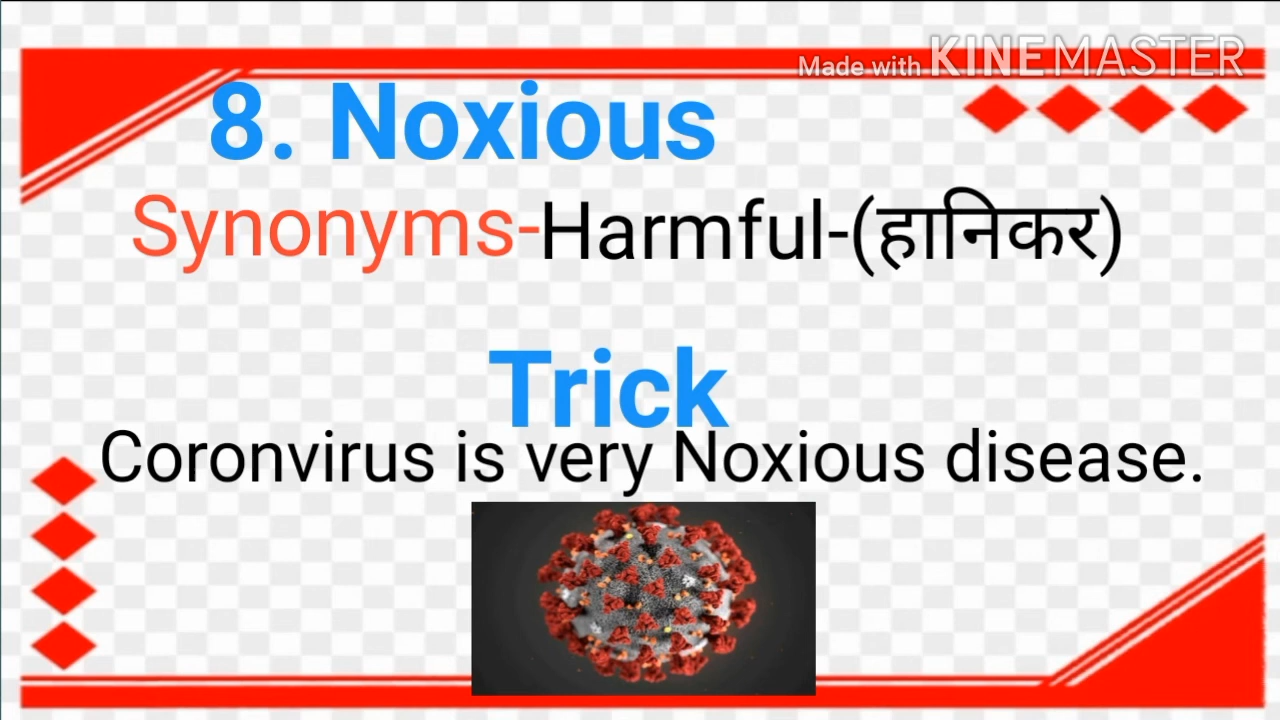 Made with KINEMASTER
8. Noxious
Synonyms-Harmful-(हानिकर)
Trick
Coronvirus is very Noxious disease.